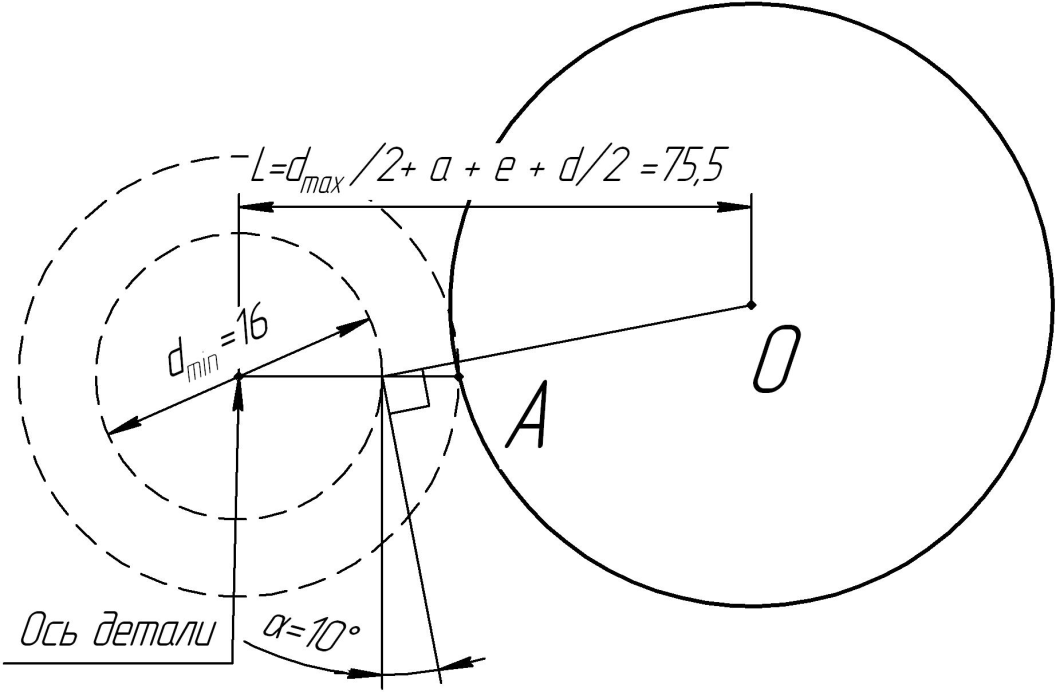 L=dmax/2+ a + e + d/2 =75,5
dmin=16
O
A
Ось детали
α=10°